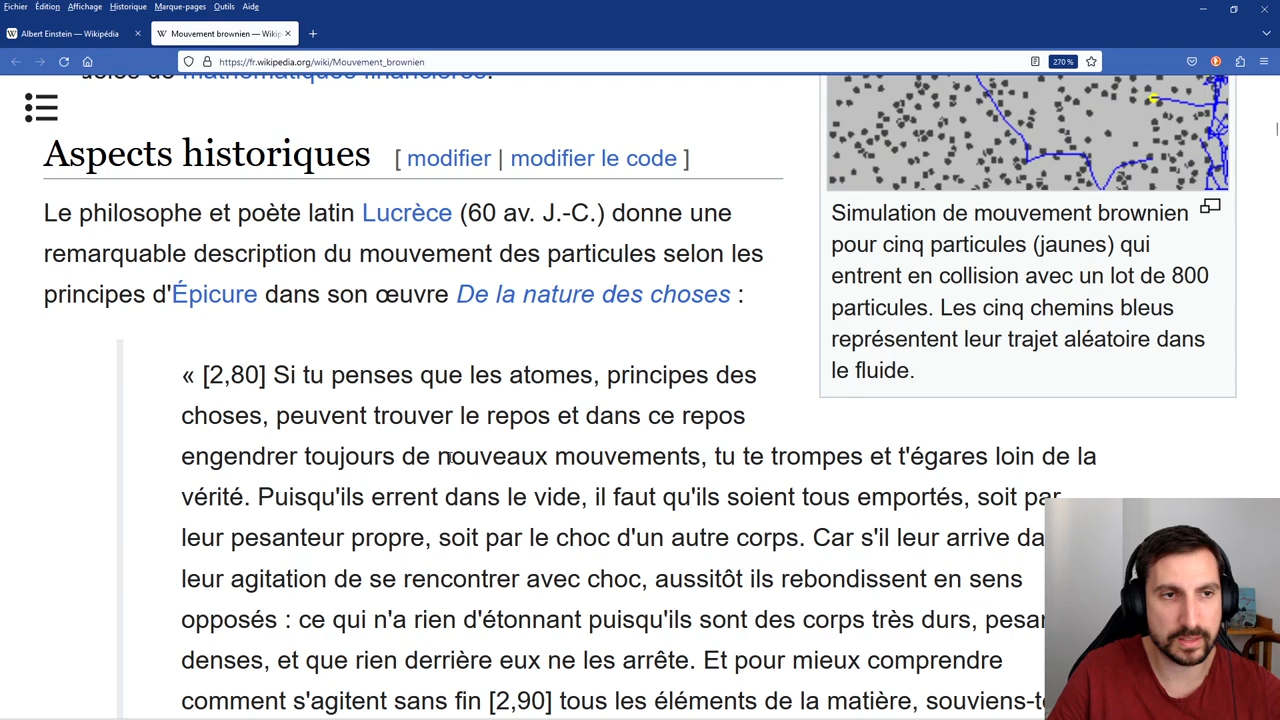 Fichier Édition Affichage Historique Marque-pages Outils Aide
Albert Einstein — Wikipédia
Mouvement brownien — Wikip
https://fr.wikipedia.org/wiki/Mouvement_brownien
270 %
Aspects historiques [ modifier | modifier le code ]
Le philosophe et poète latin Lucrèce (60 av. J.-C.) donne une
remarquable description du mouvement des particules selon les
principes d'Épicure dans son œuvre De la nature des choses :
« [2,80] Si tu penses que les atomes, principes des
choses, peuvent trouver le repos et dans ce repos
engendrer toujours de nouveaux mouvements, tu te trompes et t'égares loin de la
vérité. Puisqu'ils errent dans le vide, il faut qu'ils soient tous emportés, soit par
leur pesanteur propre, soit par le choc d'un autre corps. Car s'il leur arrive da
leur agitation de se rencontrer avec choc, aussitôt ils rebondissent en sens
opposés : ce qui n'a rien d'étonnant puisqu'ils sont des corps très durs, pesan
denses, et que rien derrière eux ne les arrête. Et pour mieux comprendre
comment s'agitent sans fin [2,90] tous les éléments de la matière, souviens-t
Simulation de mouvement brownien
pour cinq particules (jaunes) qui
entrent en collision avec un lot de 800
particules. Les cinq chemins bleus
représentent leur trajet aléatoire dans
le fluide.